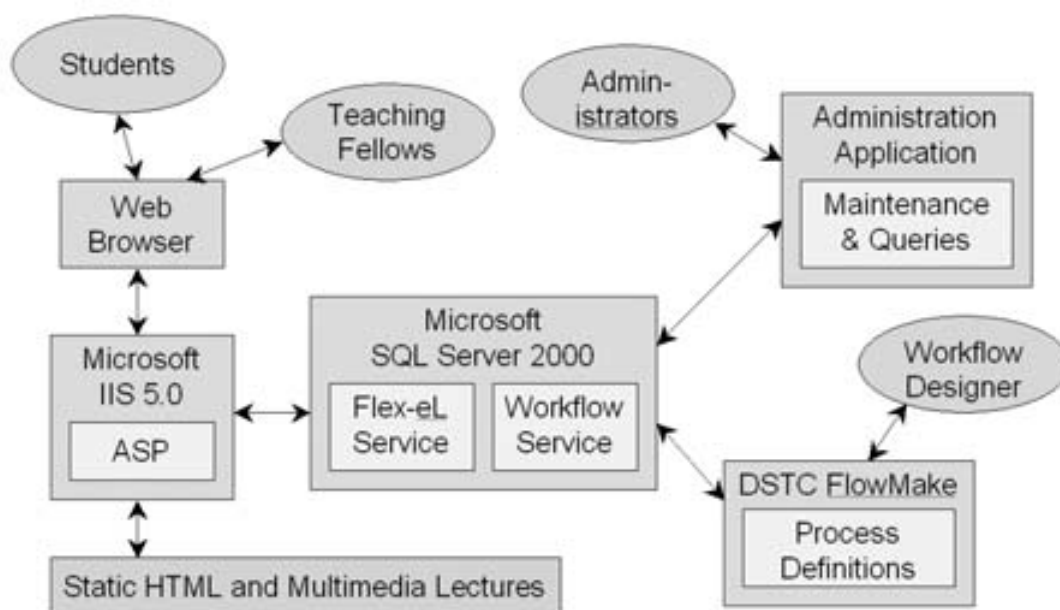 Students
Teaching
Fellows
Admin-
istrators
Administration
Application
Maintenance
& Queries
Web
Browser
Microsoft
IIS 5.0
ASP
Microsoft
SQL Server 2000
Flex-eL
Service
Workflow
Service
Workflow
Designer
DSTC FlowMake
Process
Definitions
Static HTML and Multimedia Lectures